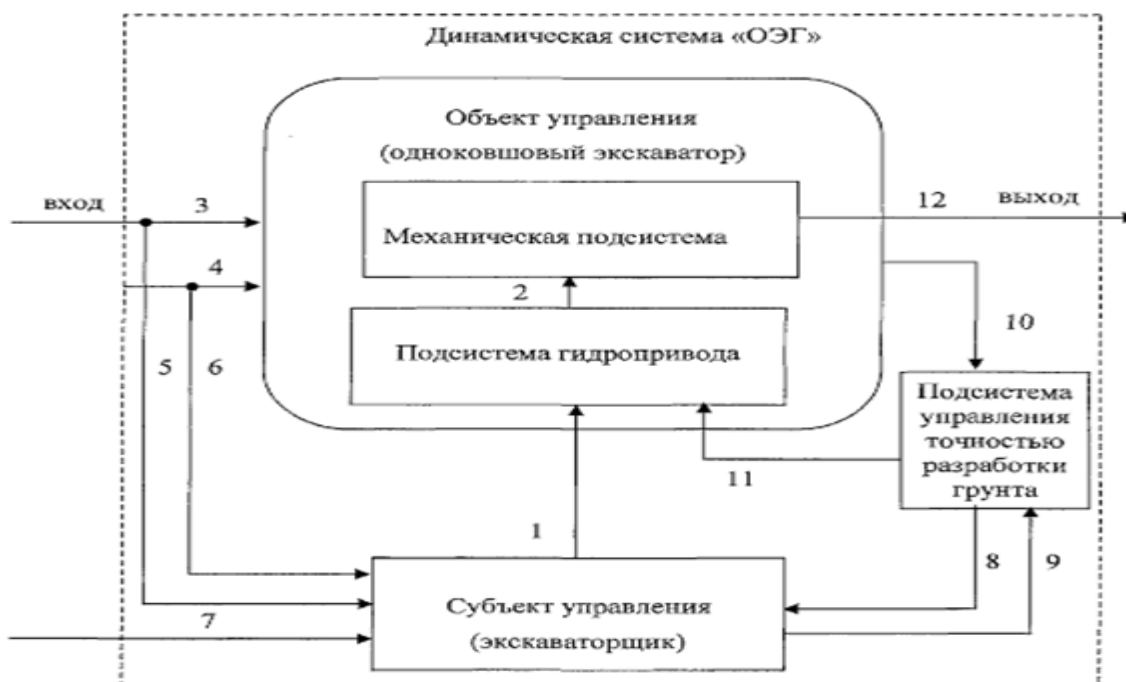 Динамическая система «ОЭГ»
Объект управления
(одноковшовый экскаватор)
вход
3
12
выход
Механическая подсистема
4
2
10
5
6
Подсистема гидропривода
Подсистема
управления
точностью
разработки
грунта
11
1
8
9
7
Субъект управления
(экскаваторщик)